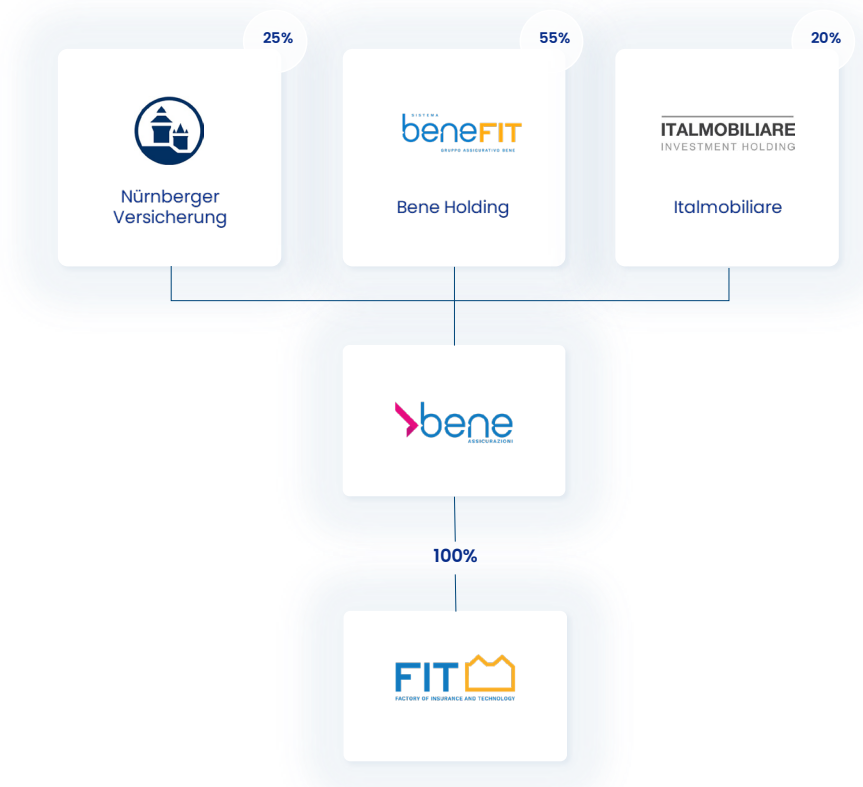 25%
55%
20%
SISTEMA
beneFIT
GRUPPO ASSICURATIVO BENE
ITALMOBILIARE
INVESTMENT HOLDING
Nürnberger
Versicherung
Bene Holding
Italmobiliare
bene
ASSICURAZIONI
100%
FIT
FACTORY OF INSURANCE AND TECHNOLOGY